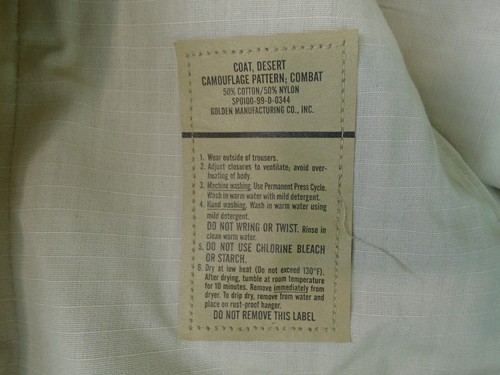 COAT, DESERT
CAMOUFLAGE PATTERN; COMBAT
50% COTTON/50% NYLON
SPO100-99-D-0344
GOLDEN MANUFACTURING CO., INC.
1. Wear outside of trousers.
2. Adjust closures to ventilate; avoid over-
heating of body.
3. Machine washing. Use Permanent Press Cycle.
Wash in warm water with mild detergent.
4. Hand washing. Wash in warm water using
mild detergent.
DO NOT WRING OR TWIST. Rinse in
clean warm water.
5. DO NOT USE CHLORINE BLEACH
OR STARCH.
6. Dry at low heat (Do not exceed 130°F).
After drying, tumble at room temperature
for 10 minutes. Remove immediately from
dryer. To drip dry, remove from water and
place on rust-proof hanger.
DO NOT REMOVE THIS LABEL